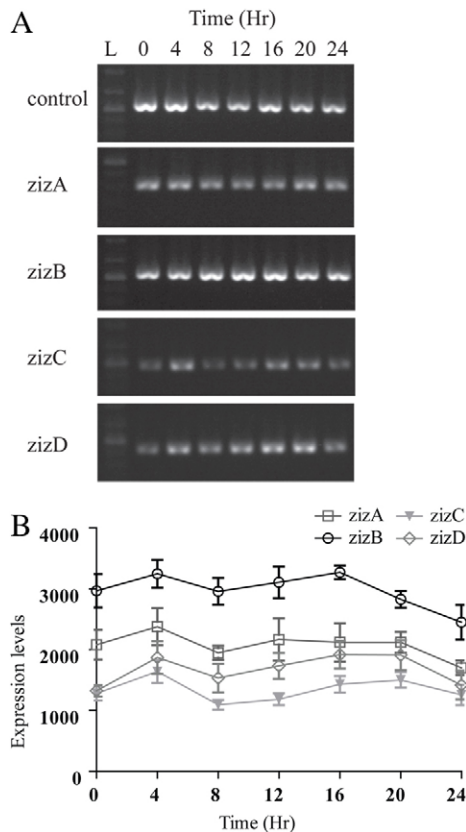 A
Time (Hr)
L 0 4 8 12 16 20 24
control
zizA
zizB
zizC
zizD
B
zizA zizC
zizB zizD
4000
3000
2000
1000
0
Expression levels
0 4 8 12 16 20 24
Time (Hr)